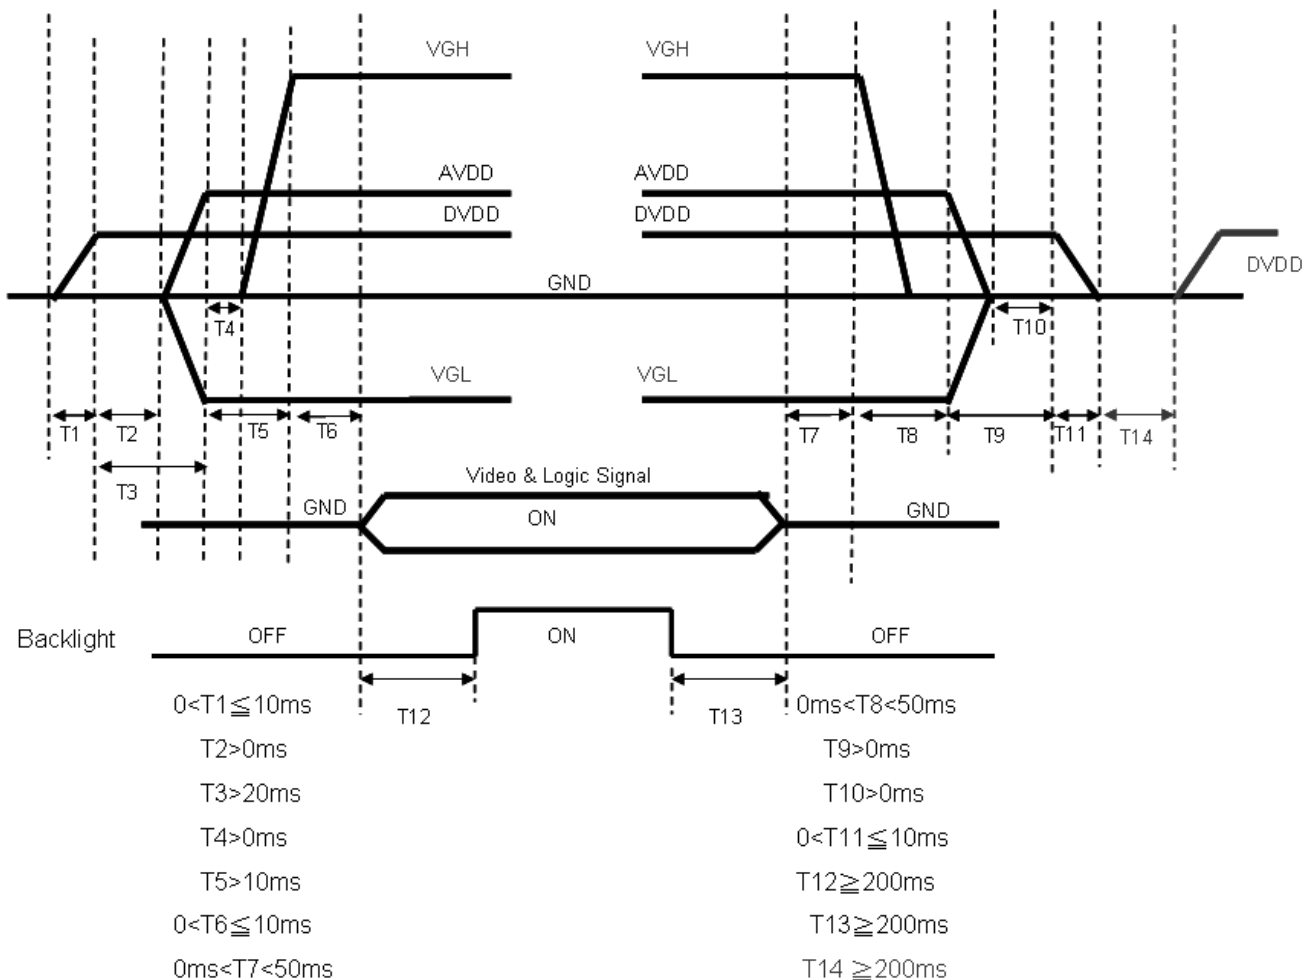 VGH VGH
AVDD AVDD
DVDD DVDD
DVDD
GND
T4 T10
VGL VGL
T1 T2 T5 T6 T7 T8 T9 T11 T14
T3
Video & Logic Signal
GND ON GND
Backlight OFF ON OFF
T12 T13
0<T1≦10ms
T2>0ms
T3>20ms
T4>0ms
T5>10ms
0<T6≦10ms
0ms<T7<50ms
0ms<T8<50ms
T9>0ms
T10>0ms
0<T11≦10ms
T12≧200ms
T13≧200ms
T14 ≧200ms